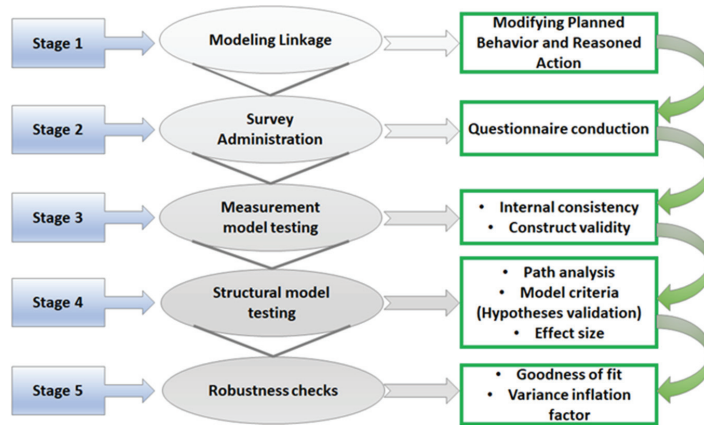 Stage 1
Modeling Linkage
Modifying Planned
Behavior and Reasoned
Action
Stage 2
Survey
Administration
Questionnaire conduction
Stage 3
Measurement
model testing
• Internal consistency
• Construct validity
Stage 4
Structural model
testing
• Path analysis
• Model criteria
(Hypotheses validation)
• Effect size
Stage 5
Robustness checks
• Goodness of fit
• Variance inflation
factor